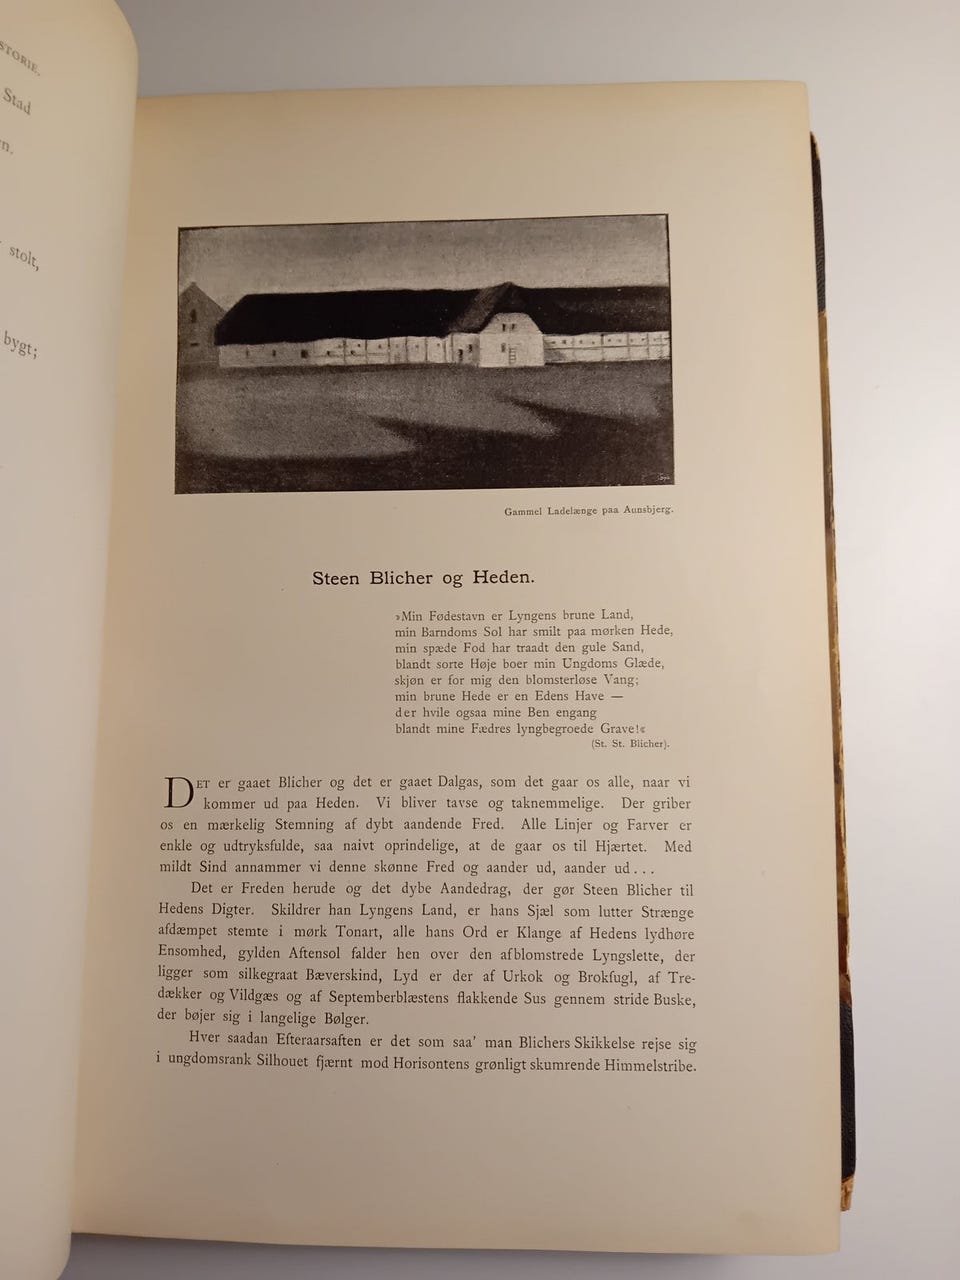 STORIE.
Stad
n.
stolt,
bygt;
Gammel Ladelænge paa Aunsbjerg.
Steen Blicher og Heden.
»Min Fødestavn er Lyngens brune Land,
min Barndoms Sol har smilt paa mørken Hede,
min spæde Fod har traadt den gule Sand,
blandt sorte Høje boer min Ungdoms Glæde,
skjøn er for mig den blomsterløse Vang;
min brune Hede er en Edens Have —
der hvile ogsaa mine Ben engang
blandt mine Fædres lyngbegroede Grave!«
(St. St. Blicher).
DET er gaaet Blicher og det er gaaet Dalgas, som det gaar os alle, naar vi
kommer ud paa Heden. Vi bliver tavse og taknemmelige. Der griber
os en mærkelig Stemning af dybt aandende Fred. Alle Linjer og Farver er
enkle og udtryksfulde, saa naivt oprindelige, at de gaar os til Hjærtet. Med
mildt Sind annammer vi denne skønne Fred og aander ud, aander ud...
Det er Freden herude og det dybe Aandedrag, der gør Steen Blicher til
Hedens Digter. Skildrer han Lyngens Land, er hans Sjæl som lutter Strænge
afdæmpet stemte i mørk Tonart, alle hans Ord er Klange af Hedens lydhøre
Ensomhed, gylden Aftensol falder hen over den afblomstrede Lyngslette, der
ligger som silkegraat Bæverskind, Lyd er der af Urkok og Brokfugl, af Tre-
dækker og Vildgæs og af Septemberblæstens flakkende Sus gennem stride Buske,
der bøjer sig i langelige Bølger.
Hver saadan Efteraarsaften er det som saa' man Blichers Skikkelse rejse sig
i ungdomsrank Silhouet fjærnt mod Horisontens grønligt skumrende Himmelstribe.